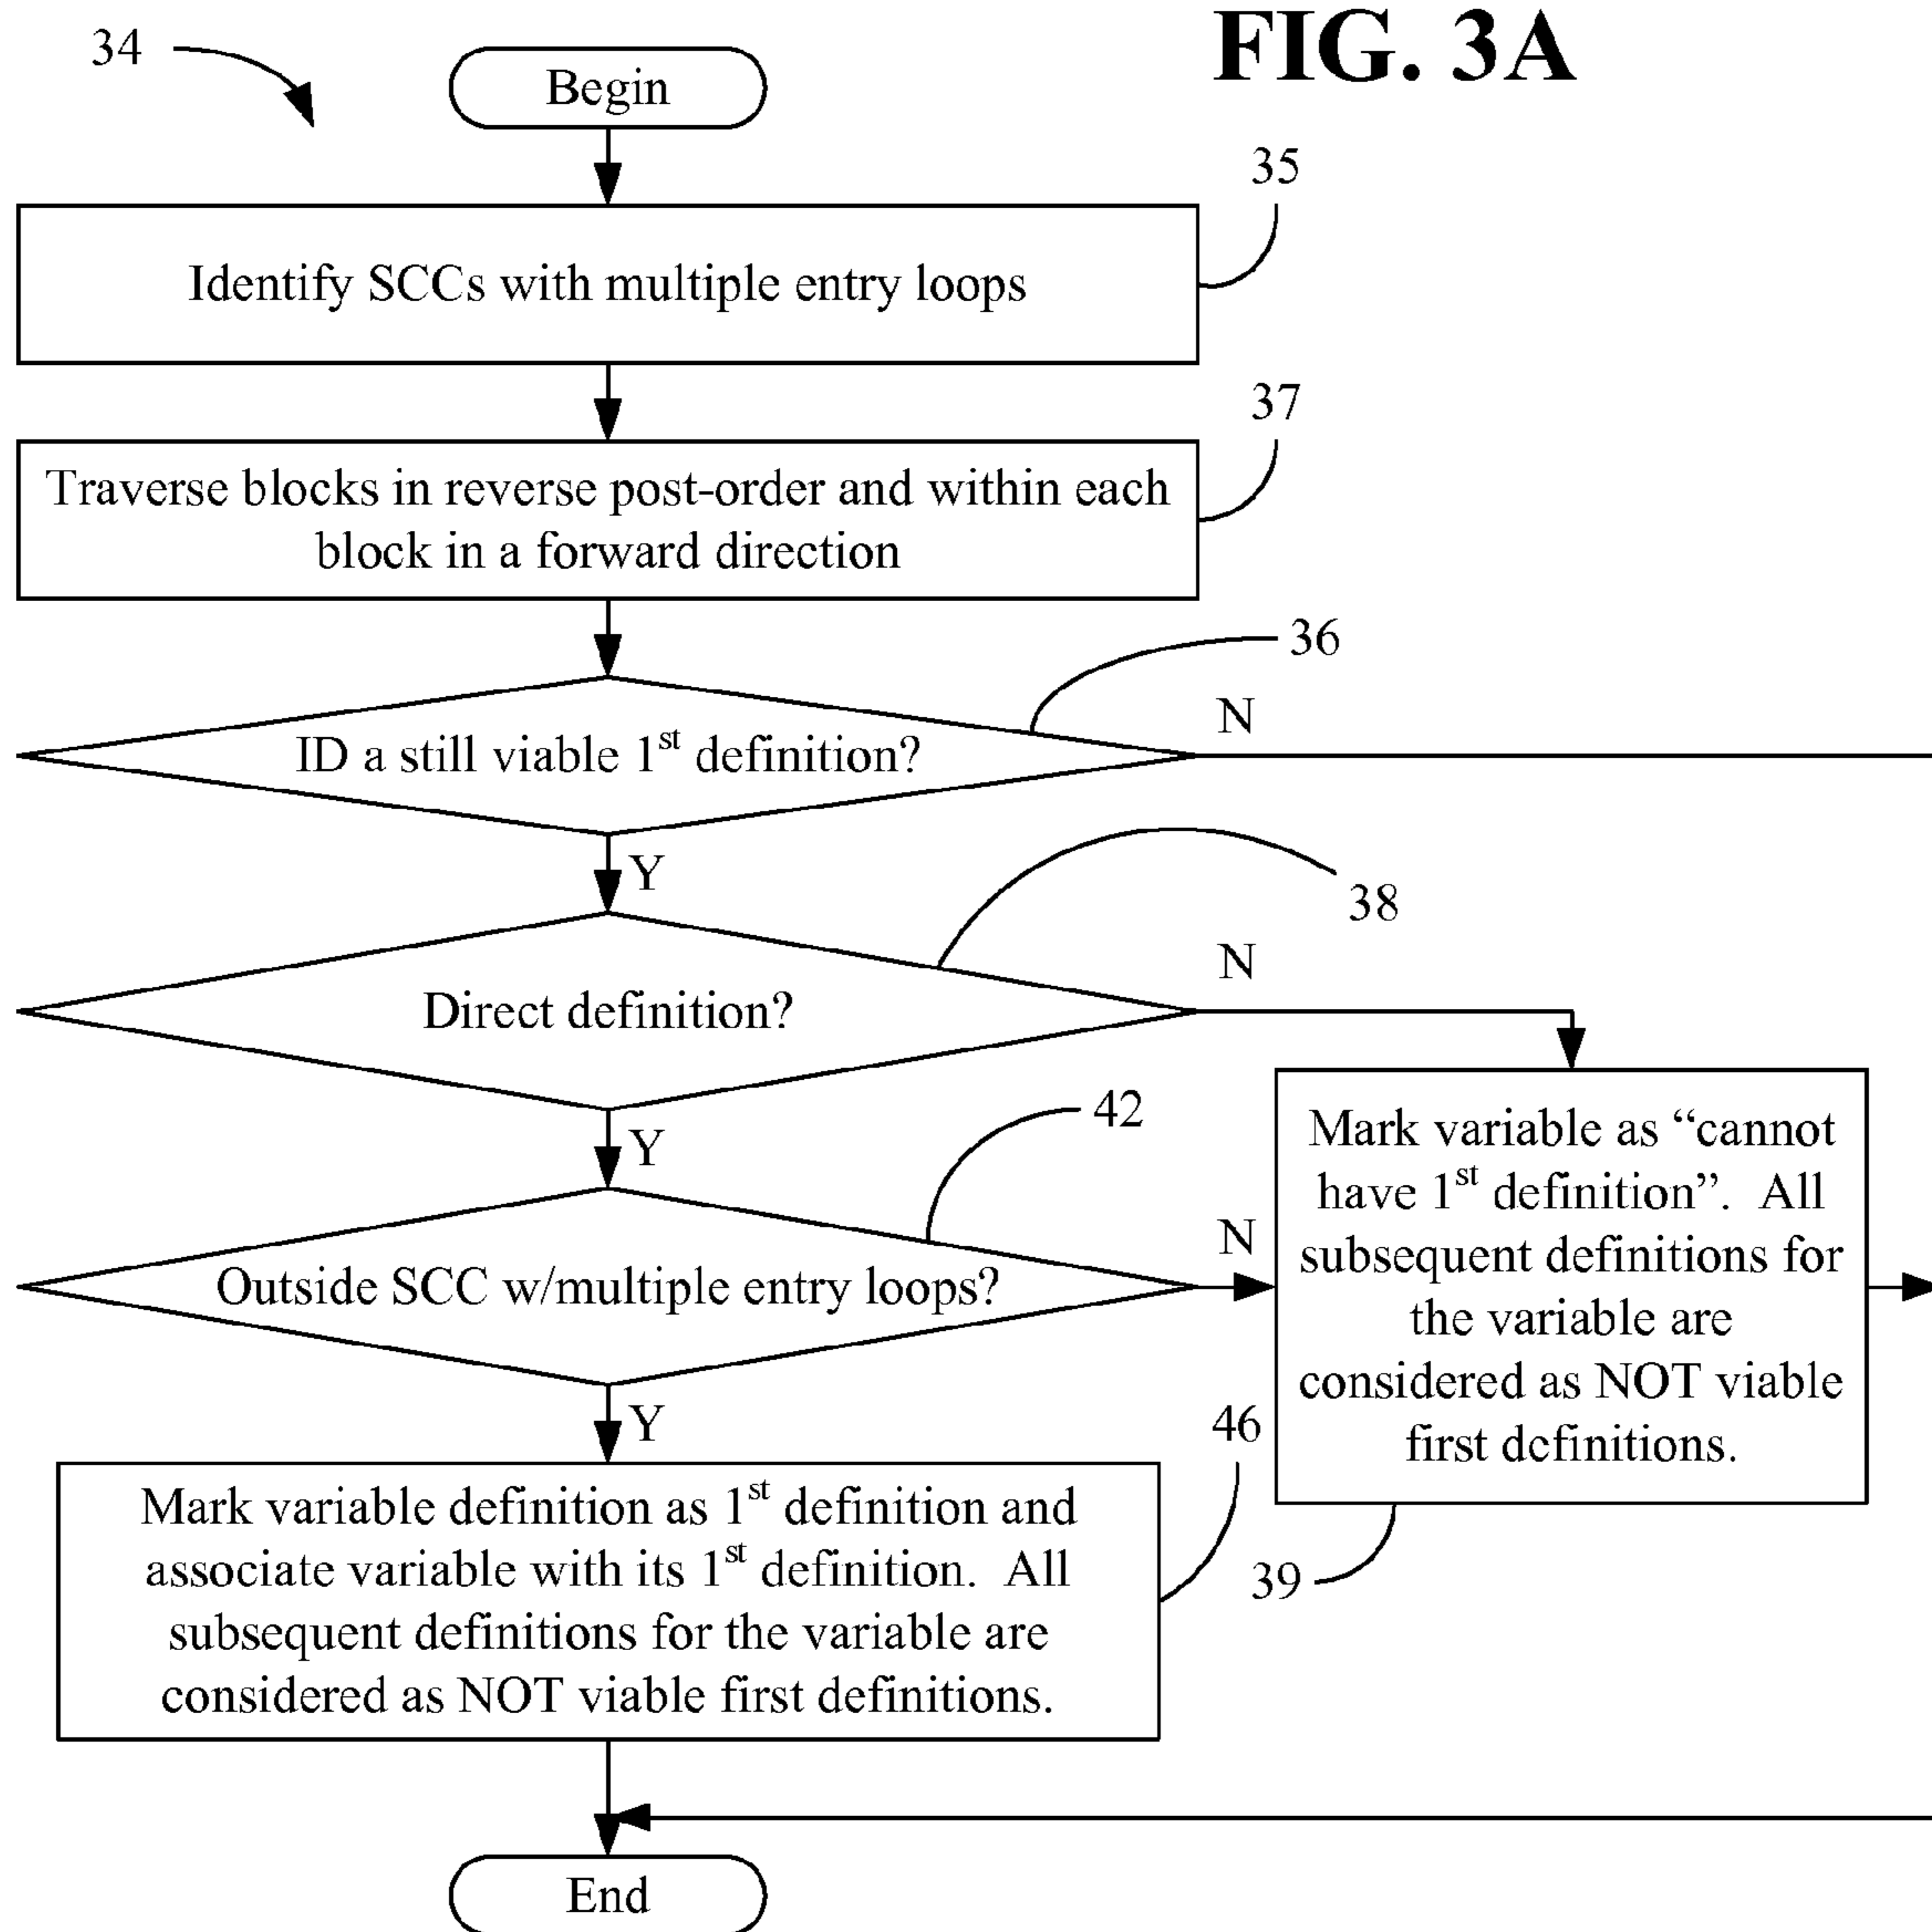 FIG. 3A
34
Begin
35
Identify SCCs with multiple entry loops
37
Traverse blocks in reverse post-order and within each
block in a forward direction
36
N
ID a still viable 1st definition?
Y
38
N
Direct definition?
Y
42
N
Outside SCC w/multiple entry loops?
Y
Mark variable as “cannot
have 1st definition”. All
subsequent definitions for
the variable are
considered as NOT viable
first definitions.
39
46
Mark variable definition as 1st definition and
associate variable with its 1st definition. All
subsequent definitions for the variable are
considered as NOT viable first definitions.
End